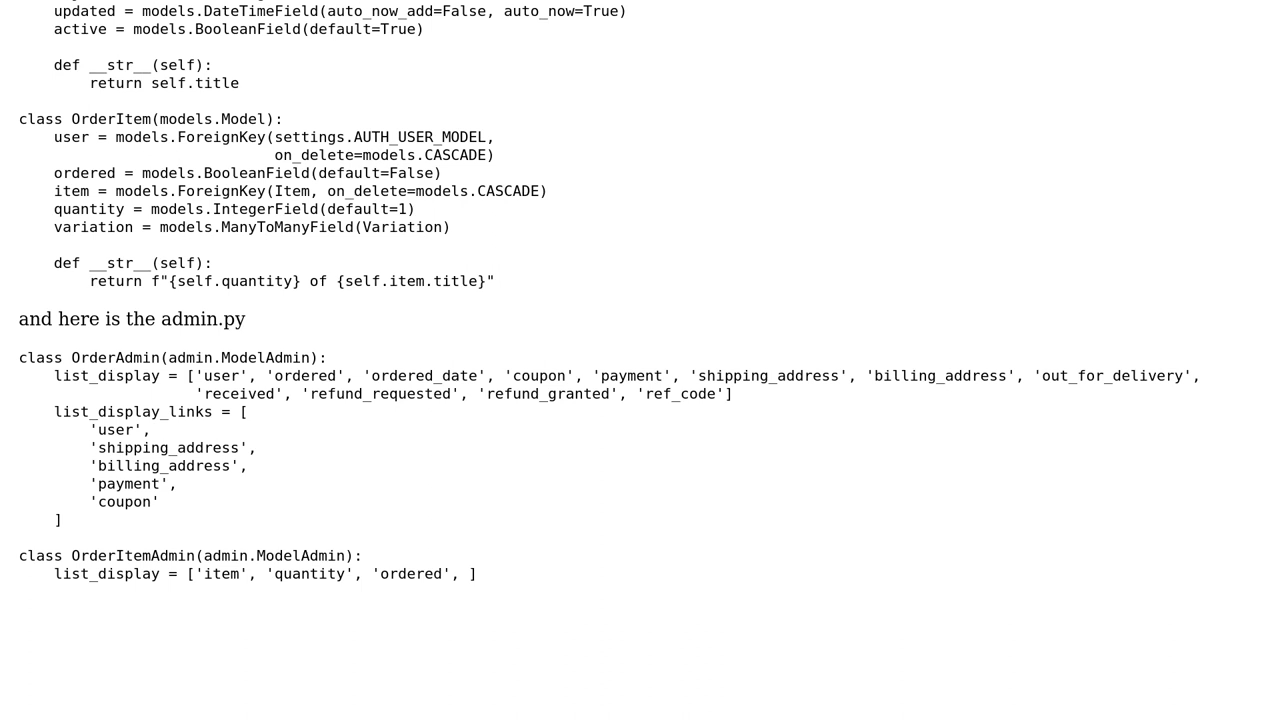 updated = models.DateTimeField(auto_now_add=False, auto_now=True)
    active = models.BooleanField(default=True)

    def __str__(self):
        return self.title

class OrderItem(models.Model):
    user = models.ForeignKey(settings.AUTH_USER_MODEL,
                             on_delete=models.CASCADE)
    ordered = models.BooleanField(default=False)
    item = models.ForeignKey(Item, on_delete=models.CASCADE)
    quantity = models.IntegerField(default=1)
    variation = models.ManyToManyField(Variation)

    def __str__(self):
        return f"{self.quantity} of {self.item.title}"

and here is the admin.py

class OrderAdmin(admin.ModelAdmin):
    list_display = ['user', 'ordered', 'ordered_date', 'coupon', 'payment', 'shipping_address', 'billing_address', 'out_for_delivery',
                    'received', 'refund_requested', 'refund_granted', 'ref_code']
    list_display_links = [
        'user',
        'shipping_address',
        'billing_address',
        'payment',
        'coupon'
    ]

class OrderItemAdmin(admin.ModelAdmin):
    list_display = ['item', 'quantity', 'ordered', ]